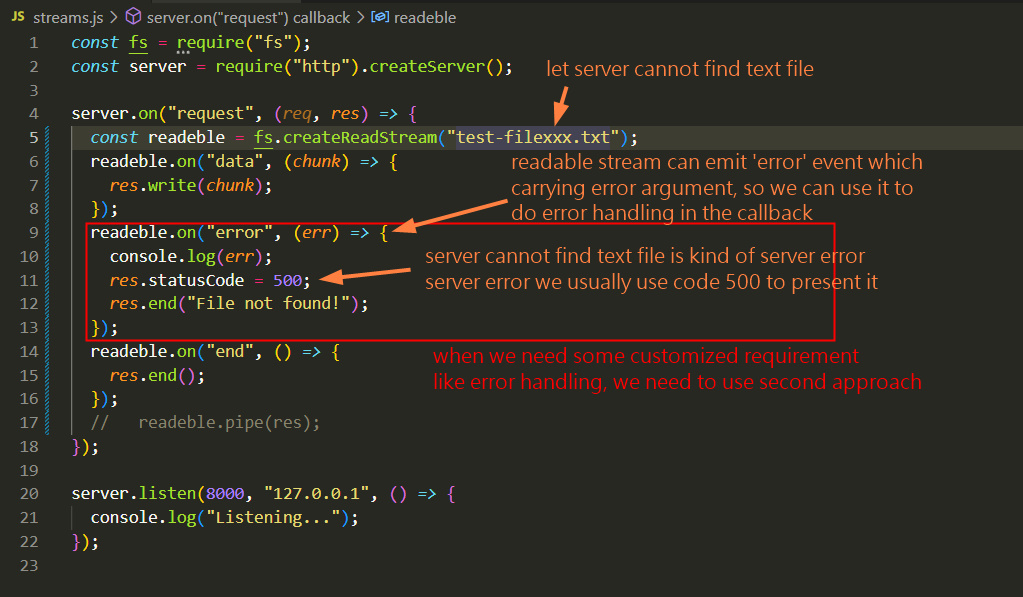 JS streams.js > server.on("request") callback > readeble
1 const fs = require("fs");
2 const server = require("http").createServer();
let server cannot find text file
3
4 server.on("request", (req, res) => {
5 const readeble = fs.createReadStream("test-filexxx.txt");
6 readeble.on("data", (chunk) => {
readable stream can emit 'error' event which
7 res.write(chunk);
carrying error argument, so we can use it to
8 });
do error handling in the callback
9 readeble.on("error", (err) => {
10 console.log(err);
server cannot find text file is kind of server error
11 res.statusCode = 500;
server error we usually use code 500 to present it
12 res.end("File not found!");
13 });
14 readeble.on("end", () => {
when we need some customized requirement
15 res.end();
like error handling, we need to use second approach
16 });
17 // readeble.pipe(res);
18 });
19
20 server.listen(8000, "127.0.0.1", () => {
21 console.log("Listening...");
22 });
23